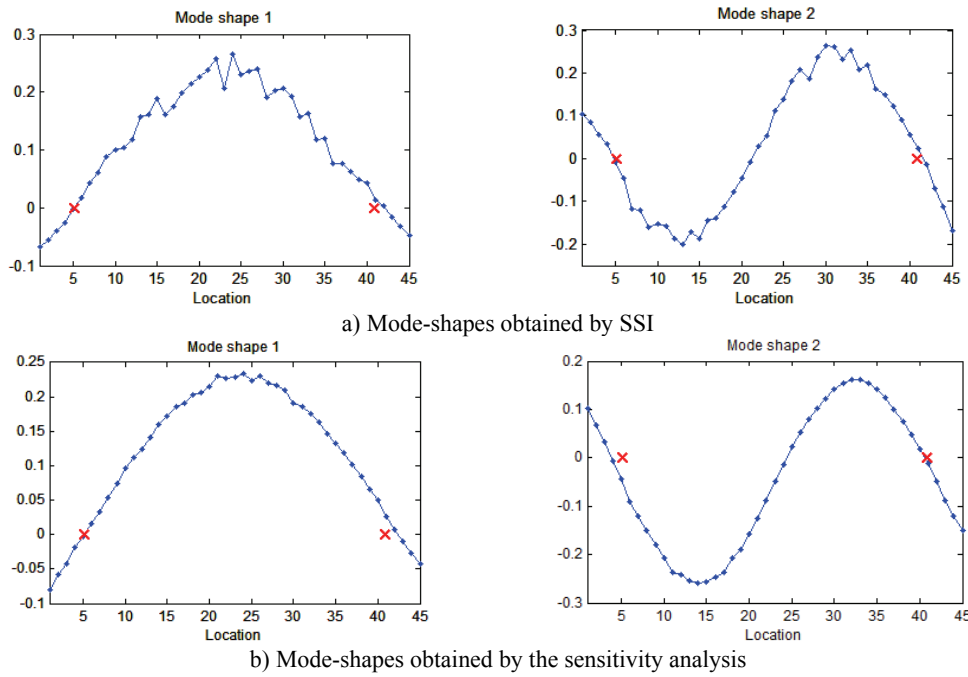 Mode shape 1
0.3
0.2
0.1
0
-0.1
5 10 15 20 25 30 35 40 45
Location
Mode shape 2
0.3
0.2
0.1
0
-0.1
-0.2
5 10 15 20 25 30 35 40 45
Location
a) Mode-shapes obtained by SSI
Mode shape 1
0.25
0.2
0.15
0.1
0.05
0
-0.05
-0.1
5 10 15 20 25 30 35 40 45
Location
Mode shape 2
0.2
0.1
0
-0.1
-0.2
-0.3
5 10 15 20 25 30 35 40 45
Location
b) Mode-shapes obtained by the sensitivity analysis